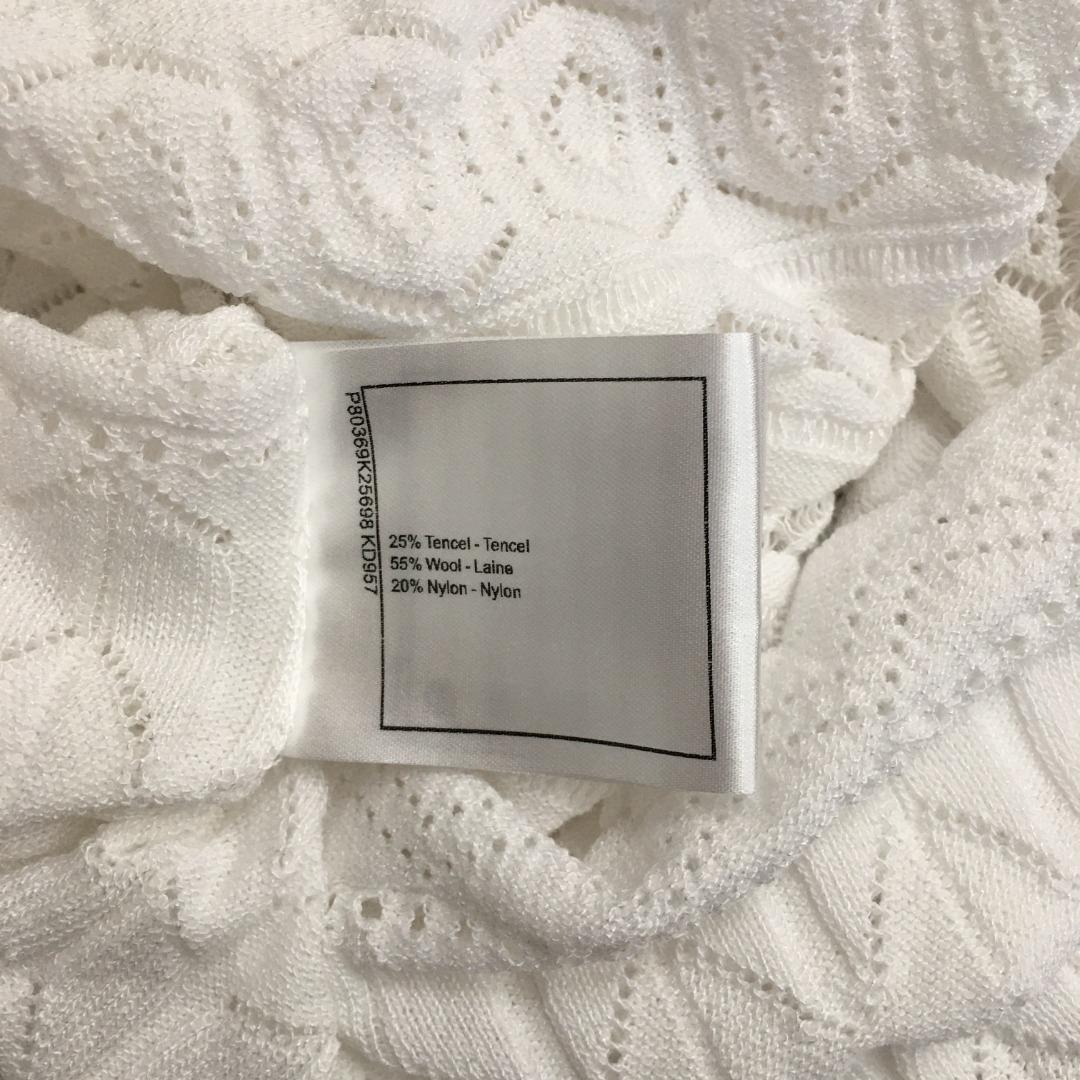 P80369K25698 KD957
25% Tencel - Tencel
55% Wool - Laine
20% Nylon - Nylon